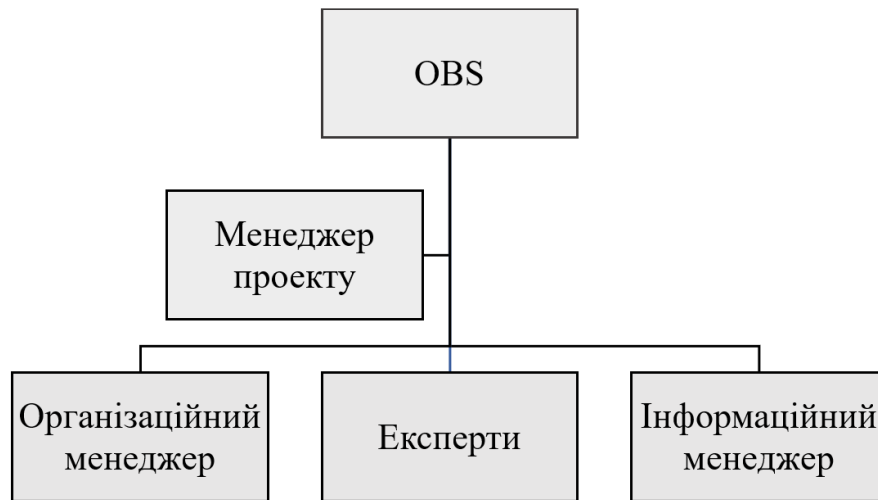 OBS
Менеджер
проекту
Організаційний
менеджер
Експерти
Інформаційний
менеджер